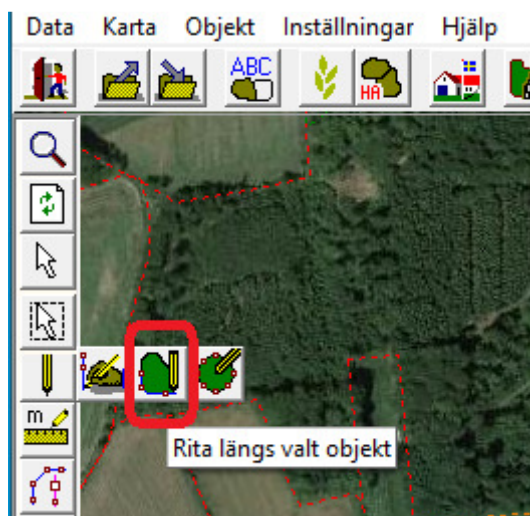 Data Karta Objekt Inställningar Hjälp
ABC
HA
m
Rita längs valt objekt